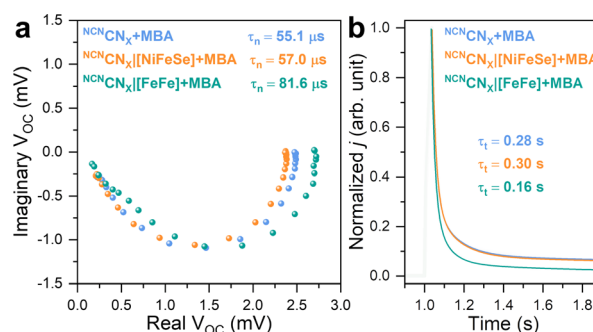 a
NCNCNX+MBA τn = 55.1 μs
NCNCNX|[NiFeSe]+MBA τn = 57.0 μs
NCNCNX|[FeFe]+MBA τn = 81.6 μs
Imaginary VOC (mV)
1.5
1.0
0.5
0.0
-0.5
-1.0
-1.5
0.0 0.5 1.0 1.5 2.0 2.5 3.0
Real VOC (mV)
b
NCNCNX+MBA
NCNCNX|[NiFeSe]+MBA
NCNCNX|[FeFe]+MBA
τt = 0.28 s
τt = 0.30 s
τt = 0.16 s
Normalized j (arb. unit)
1.0
0.8
0.6
0.4
0.2
0.0
0.8 1.0 1.2 1.4 1.6 1.8
Time (s)